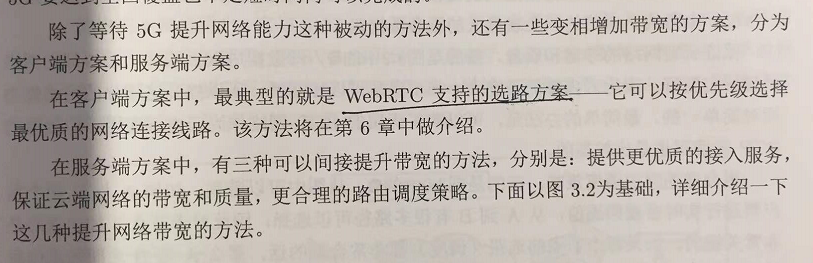 除了等待 5G 提升网络能力这种被动的方法外，还有一些变相增加带宽的方案，分为
客户端方案和服务端方案。
在客户端方案中，最典型的就是 WebRTC 支持的选路方案——它可以按优先级选择
最优质的网络连接线路。该方法将在第 6 章中做介绍。
在服务端方案中，有三种可以间接提升带宽的方法，分别是：提供更优质的接入服务，
保证云端网络的带宽和质量，更合理的路由调度策略。下面以图 3.2为基础，详细介绍一下
这几种提升网络带宽的方法。